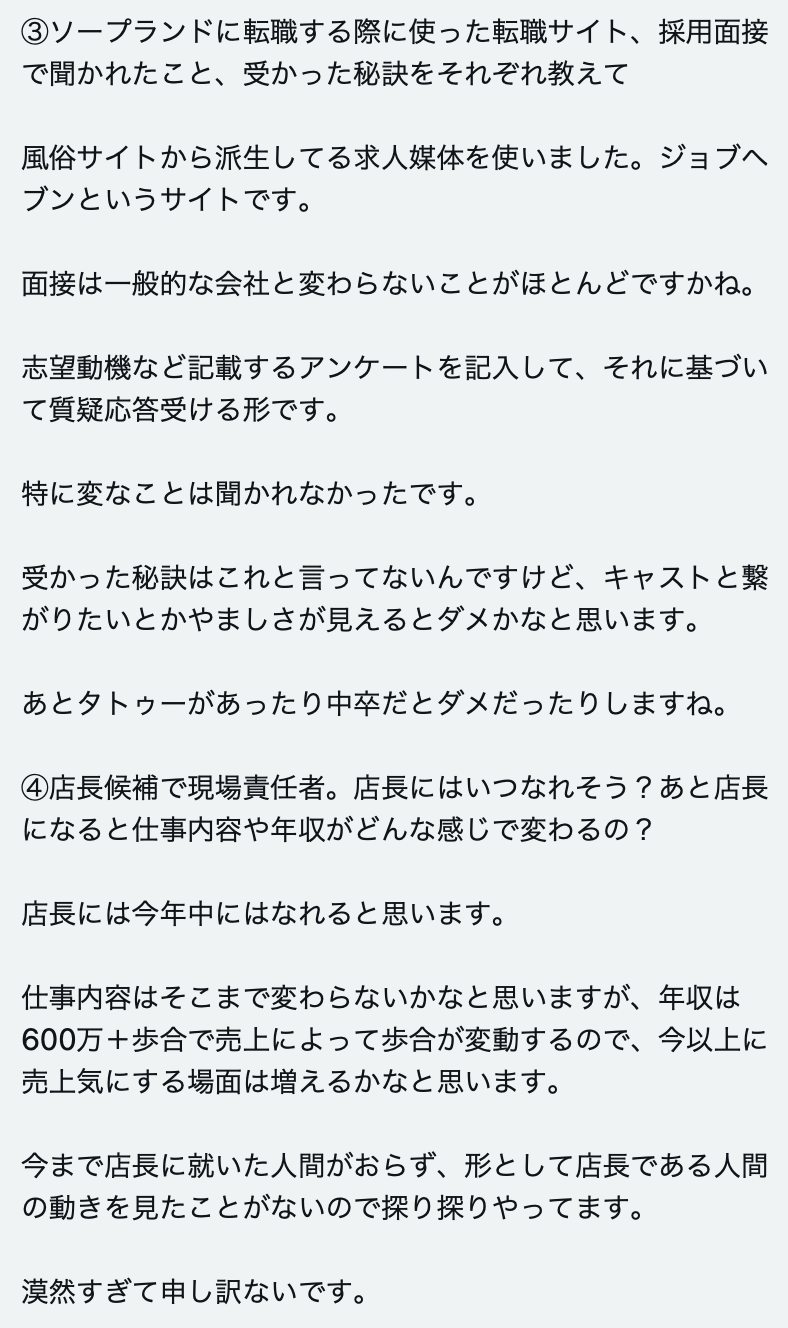 ③ソープランドに転職する際に使った転職サイト、採用面接
で聞かれたこと、受かった秘訣をそれぞれ教えて
風俗サイトから派生してる求人媒体を使いました。ジョブヘ
ブンというサイトです。
面接は一般的な会社と変わらないことがほとんどですかね。
志望動機など記載するアンケートを記入して、それに基づい
て質疑応答受ける形です。
特に変なことは聞かれなかったです。
受かった秘訣はこれと言ってないんですけど、キャストと繋
がりたいとかやましさが見えるとダメかなと思います。
あとタトゥーがあったり中卒だとダメだったりしますね。
④店長候補で現場責任者。店長にはいつなれそう？あと店長
になると仕事内容や年収がどんな感じで変わるの？
店長には今年中にはなれると思います。
仕事内容はそこまで変わらないかなと思いますが、年収は
600万＋歩合で売上によって歩合が変動するので、今以上に
売上気にする場面は増えるかなと思います。
今まで店長に就いた人間がおらず、形として店長である人間
の動きを見たことがないので探り探りやってます。
漠然すぎて申し訳ないです。